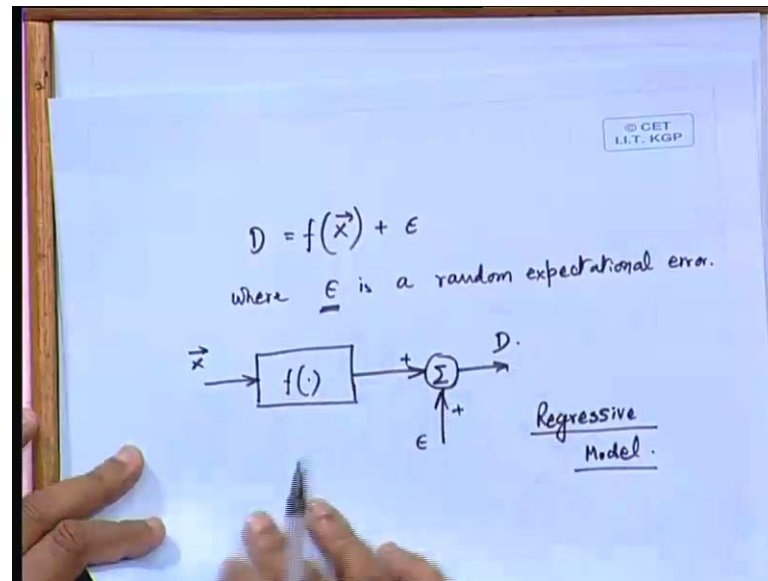 © CET
I.I.T. KGP
D = f(x⃗) + ϵ
where ϵ is a random expectational error.
x⃗
f(·)
+
Σ
D.
+
ϵ
Regressive
Model.